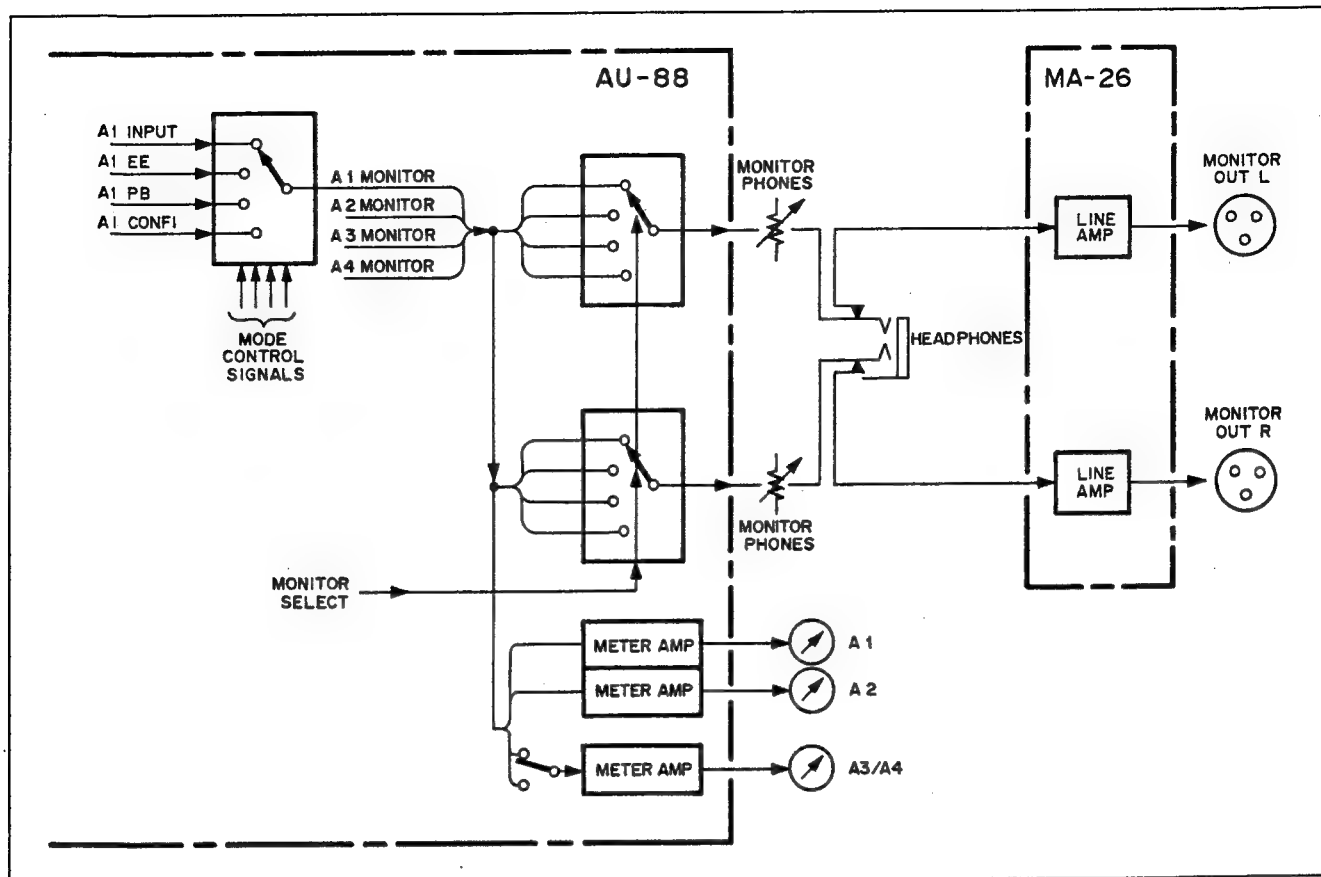 AU-88
MA-26
A1 INPUT
A1 EE
A1 PB
A1 CONFI
MODE
CONTROL
SIGNALS
A1 MONITOR
A2 MONITOR
A3 MONITOR
A4 MONITOR
MONITOR
PHONES
LINE
AMP
MONITOR
OUT L
HEADPHONES
MONITOR
PHONES
LINE
AMP
MONITOR
OUT R
MONITOR
SELECT
METER AMP
A1
METER AMP
A2
METER AMP
A3/A4